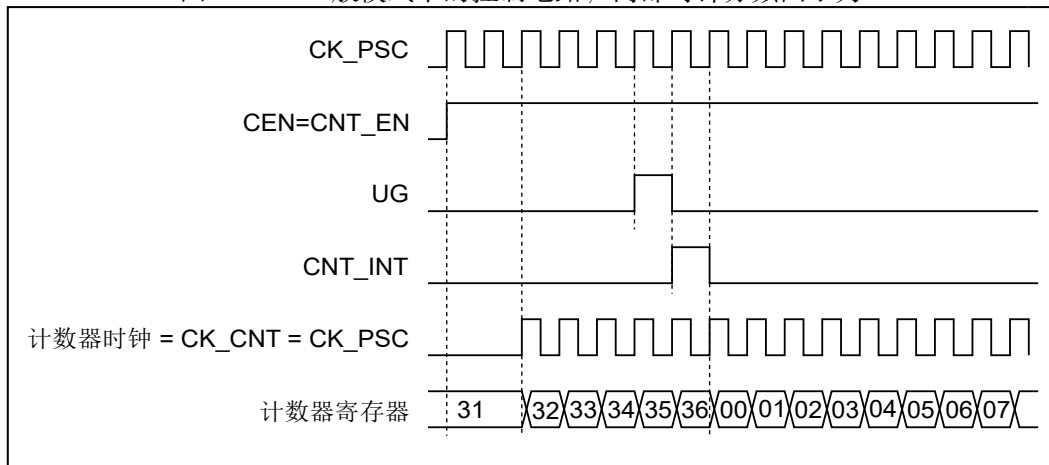 CK_PSC
CEN=CNT_EN
UG
CNT_INT
计数器时钟 = CK_CNT = CK_PSC
计数器寄存器 31 32 33 34 35 36 00 01 02 03 04 05 06 07